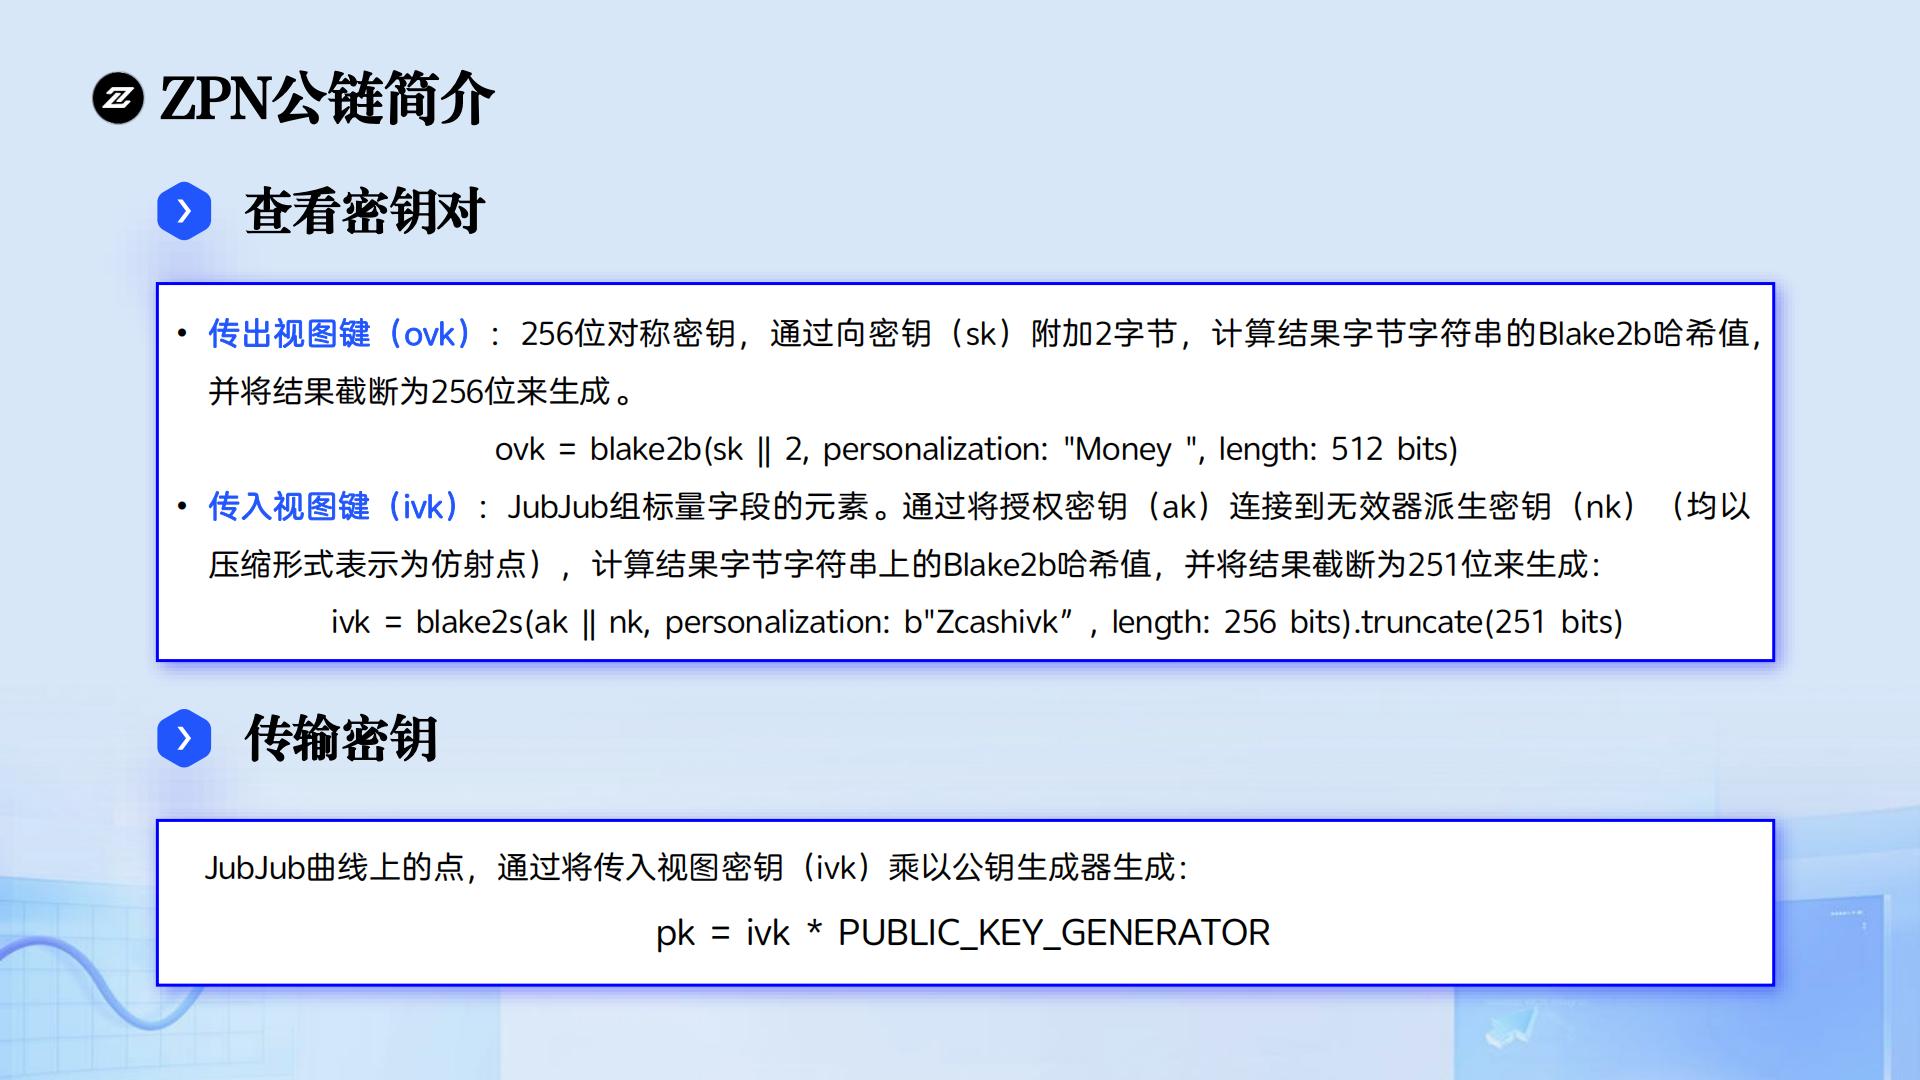 ZPN公链简介
查看密钥对
• 传出视图键（ovk）：256位对称密钥，通过向密钥（sk）附加2字节，计算结果字节字符串的Blake2b哈希值，
并将结果截断为256位来生成。
ovk = blake2b(sk || 2, personalization: "Money ", length: 512 bits)
• 传入视图键（ivk）：JubJub组标量字段的元素。通过将授权密钥（ak）连接到无效器派生密钥（nk）（均以
压缩形式表示为仿射点），计算结果字节字符串上的Blake2b哈希值，并将结果截断为251位来生成：
ivk = blake2s(ak || nk, personalization: b"Zcashivk” , length: 256 bits).truncate(251 bits)
传输密钥
JubJub曲线上的点，通过将传入视图密钥（ivk）乘以公钥生成器生成：
pk = ivk * PUBLIC_KEY_GENERATOR